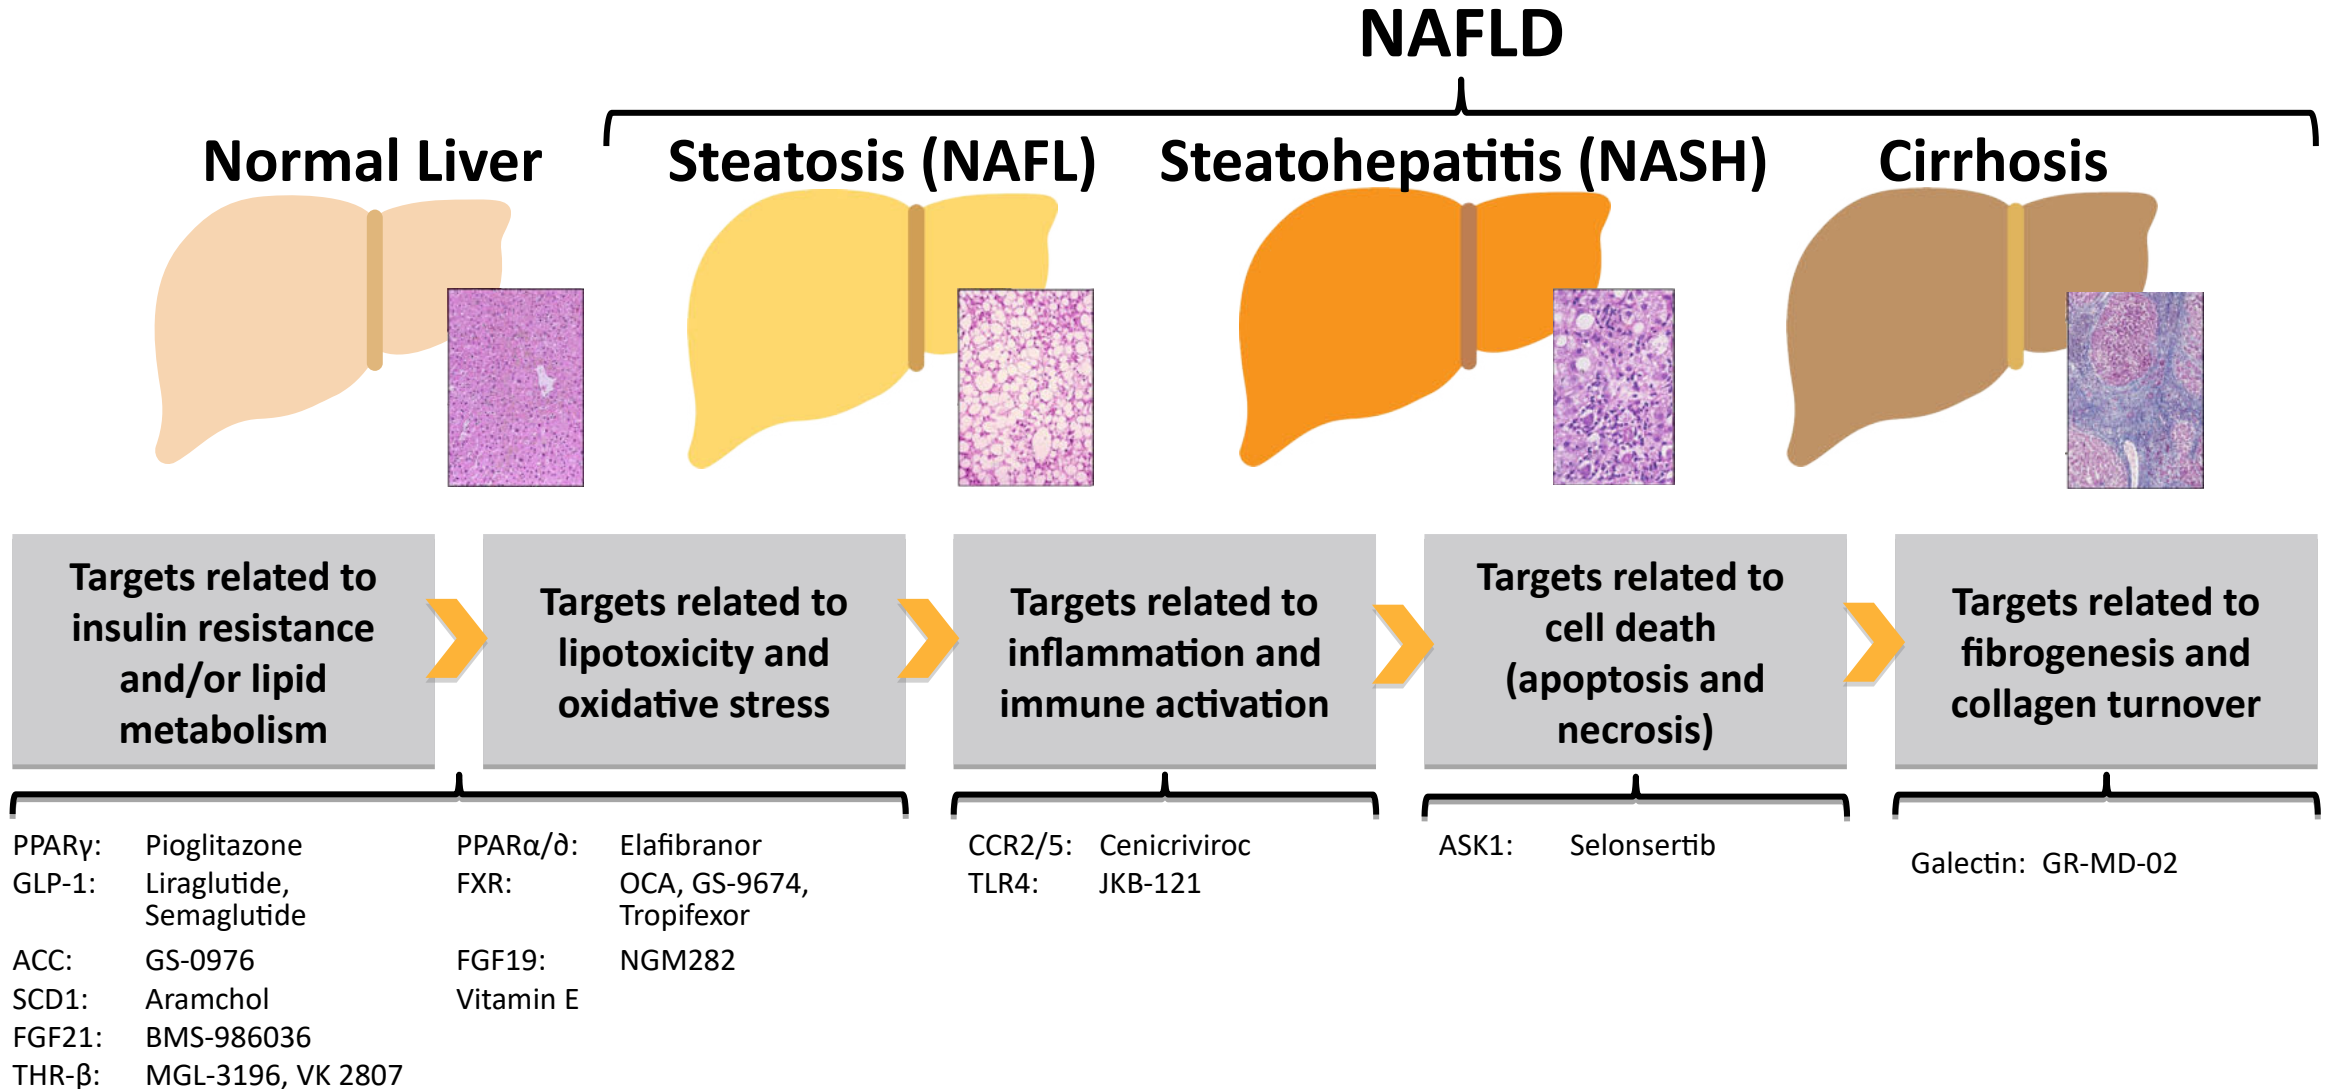 NAFLD
Normal Liver
Steatosis (NAFL)
Steatohepatitis (NASH)
Cirrhosis
Targets related to
insulin resistance
and/or lipid
metabolism
Targets related to
lipotoxicity and
oxidative stress
Targets related to
inflammation and
immune activation
Targets related to
cell death
(apoptosis and
necrosis)
Targets related to
fibrogenesis and
collagen turnover
PPARγ: Pioglitazone
GLP-1: Liraglutide,
Semaglutide
ACC: GS-0976
SCD1: Aramchol
FGF21: BMS-986036
THR-β: MGL-3196, VK 2807
PPARα/∂: Elafibranor
FXR: OCA, GS-9674,
Tropifexor
FGF19: NGM282
Vitamin E
CCR2/5: Cenicriviroc
TLR4: JKB-121
ASK1: Selonsertib
Galectin: GR-MD-02